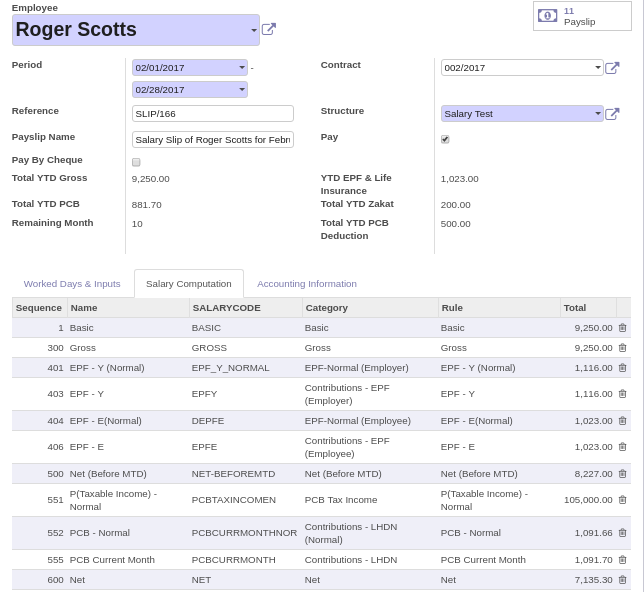 Employee
Roger Scotts
11
Payslip
Period 02/01/2017 - Contract 002/2017
02/28/2017
Reference SLIP/166 Structure Salary Test
Payslip Name Salary Slip of Roger Scotts for Febr Pay
Pay By Cheque
Total YTD Gross 9,250.00 YTD EPF & Life Insurance 1,023.00
Total YTD PCB 881.70 Total YTD Zakat 200.00
Remaining Month 10 Total YTD PCB Deduction 500.00
Worked Days & Inputs Salary Computation Accounting Information
Sequence Name SALARYCODE Category Rule Total
1 Basic BASIC Basic Basic 9,250.00
300 Gross GROSS Gross Gross 9,250.00
401 EPF - Y (Normal) EPF_Y_NORMAL EPF-Normal (Employer) EPF - Y (Normal) 1,116.00
403 EPF - Y EPFY Contributions - EPF (Employer) EPF - Y 1,116.00
404 EPF - E(Normal) DEPFE EPF-Normal (Employee) EPF - E(Normal) 1,023.00
406 EPF - E EPFE Contributions - EPF (Employee) EPF - E 1,023.00
500 Net (Before MTD) NET-BEFOREMTD Net (Before MTD) Net (Before MTD) 8,227.00
551 P(Taxable Income) - Normal PCBTAXINCOMEN PCB Tax Income P(Taxable Income) - Normal 105,000.00
552 PCB - Normal PCBCURRMONTHNOR Contributions - LHDN (Normal) PCB - Normal 1,091.66
555 PCB Current Month PCBCURRMONTH Contributions - LHDN PCB Current Month 1,091.70
600 Net NET Net Net 7,135.30